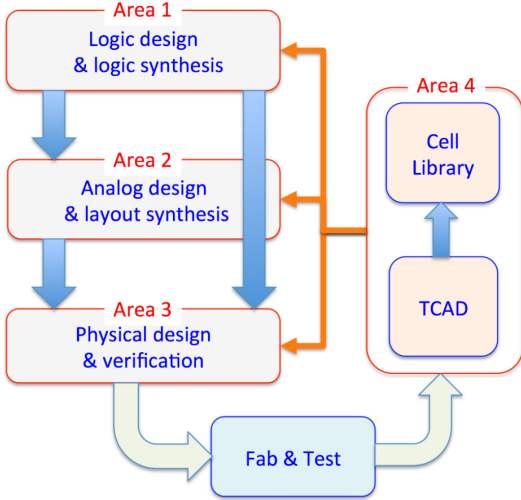 Area 1
Logic design
& logic synthesis
Area 2
Analog design
& layout synthesis
Area 3
Physical design
& verification
Area 4
Cell
Library
TCAD
Fab & Test